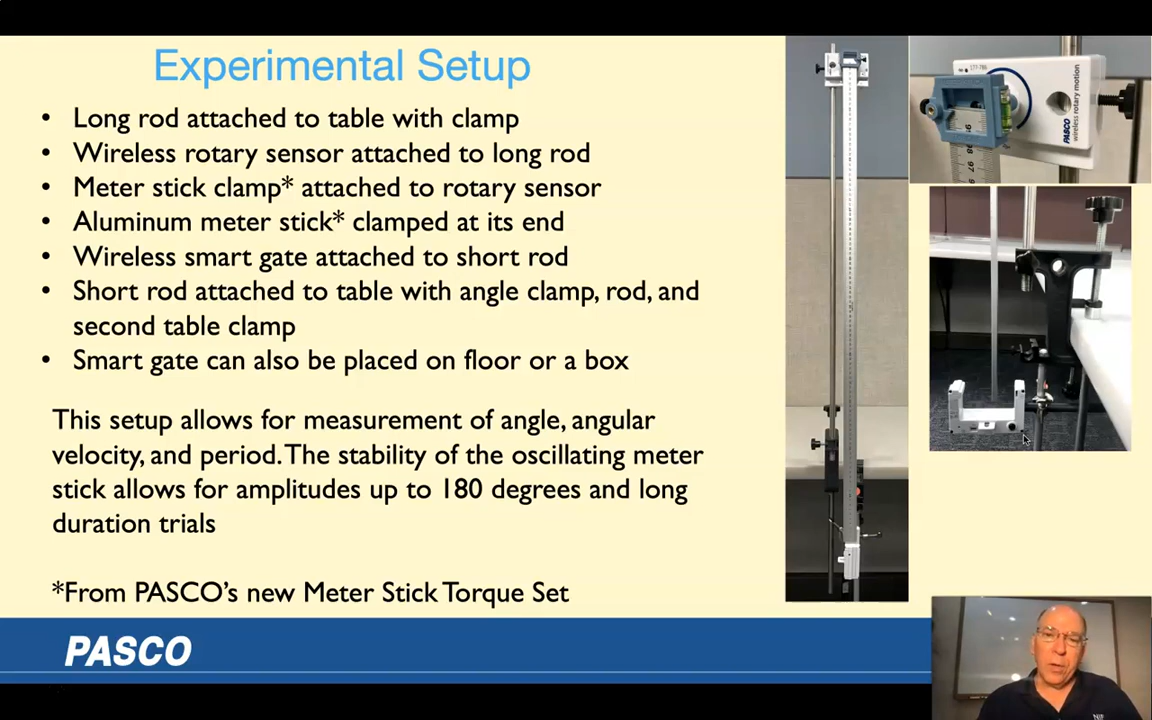 Experimental Setup
• Long rod attached to table with clamp
• Wireless rotary sensor attached to long rod
• Meter stick clamp* attached to rotary sensor
• Aluminum meter stick* clamped at its end
• Wireless smart gate attached to short rod
• Short rod attached to table with angle clamp, rod, and
second table clamp
• Smart gate can also be placed on floor or a box
This setup allows for measurement of angle, angular
velocity, and period. The stability of the oscillating meter
stick allows for amplitudes up to 180 degrees and long
duration trials
*From PASCO's new Meter Stick Torque Set
PASCO
PASCO
wireless rotary motion
98
97